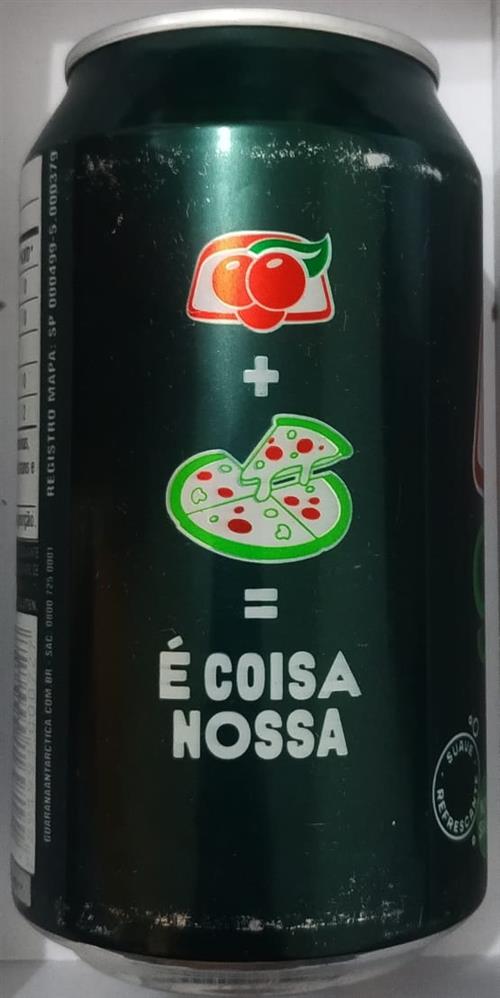 +
=
É COISA
NOSSA
REGISTRO MAPA: SP 000499-5.000379
GUARANAANTARCTICA.COM.BR - SAC: 0800 725 0001
SUAVE
REFRESCANTE